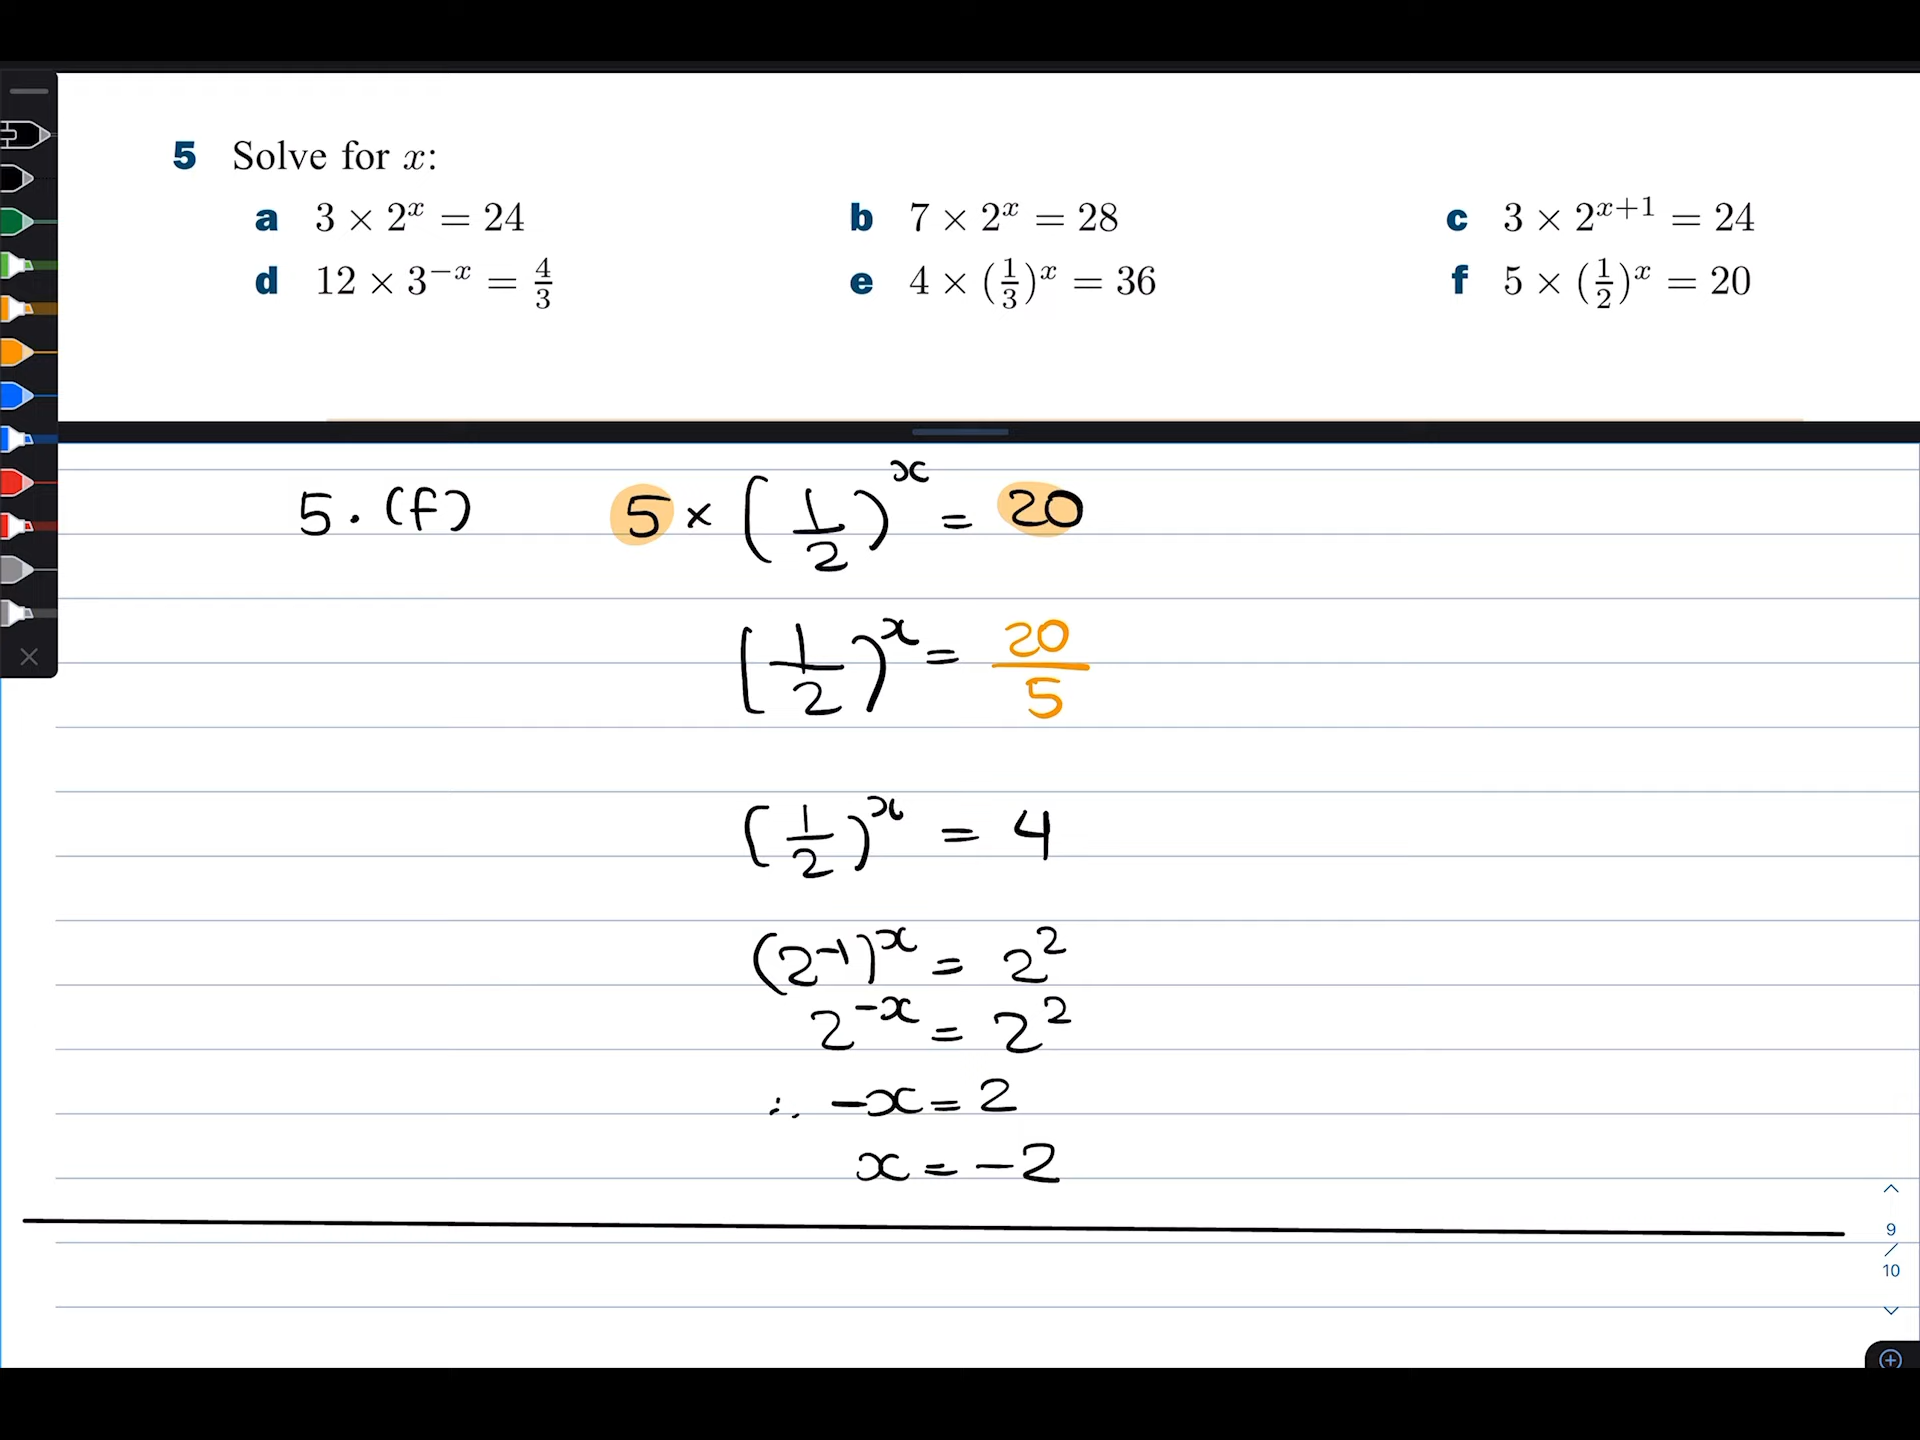 5 Solve for x:
a 3 × 2^x = 24 b 7 × 2^x = 28 c 3 × 2^{x+1} = 24
d 12 × 3^{-x} = 4/3 e 4 × (1/3)^x = 36 f 5 × (1/2)^x = 20
5. (f) 5 × (1/2)^x = 20
(1/2)^x = 20/5
(1/2)^x = 4
(2^{-1})^x = 2^2
2^{-x} = 2^2
∴ -x = 2
x = -2
9
/
10